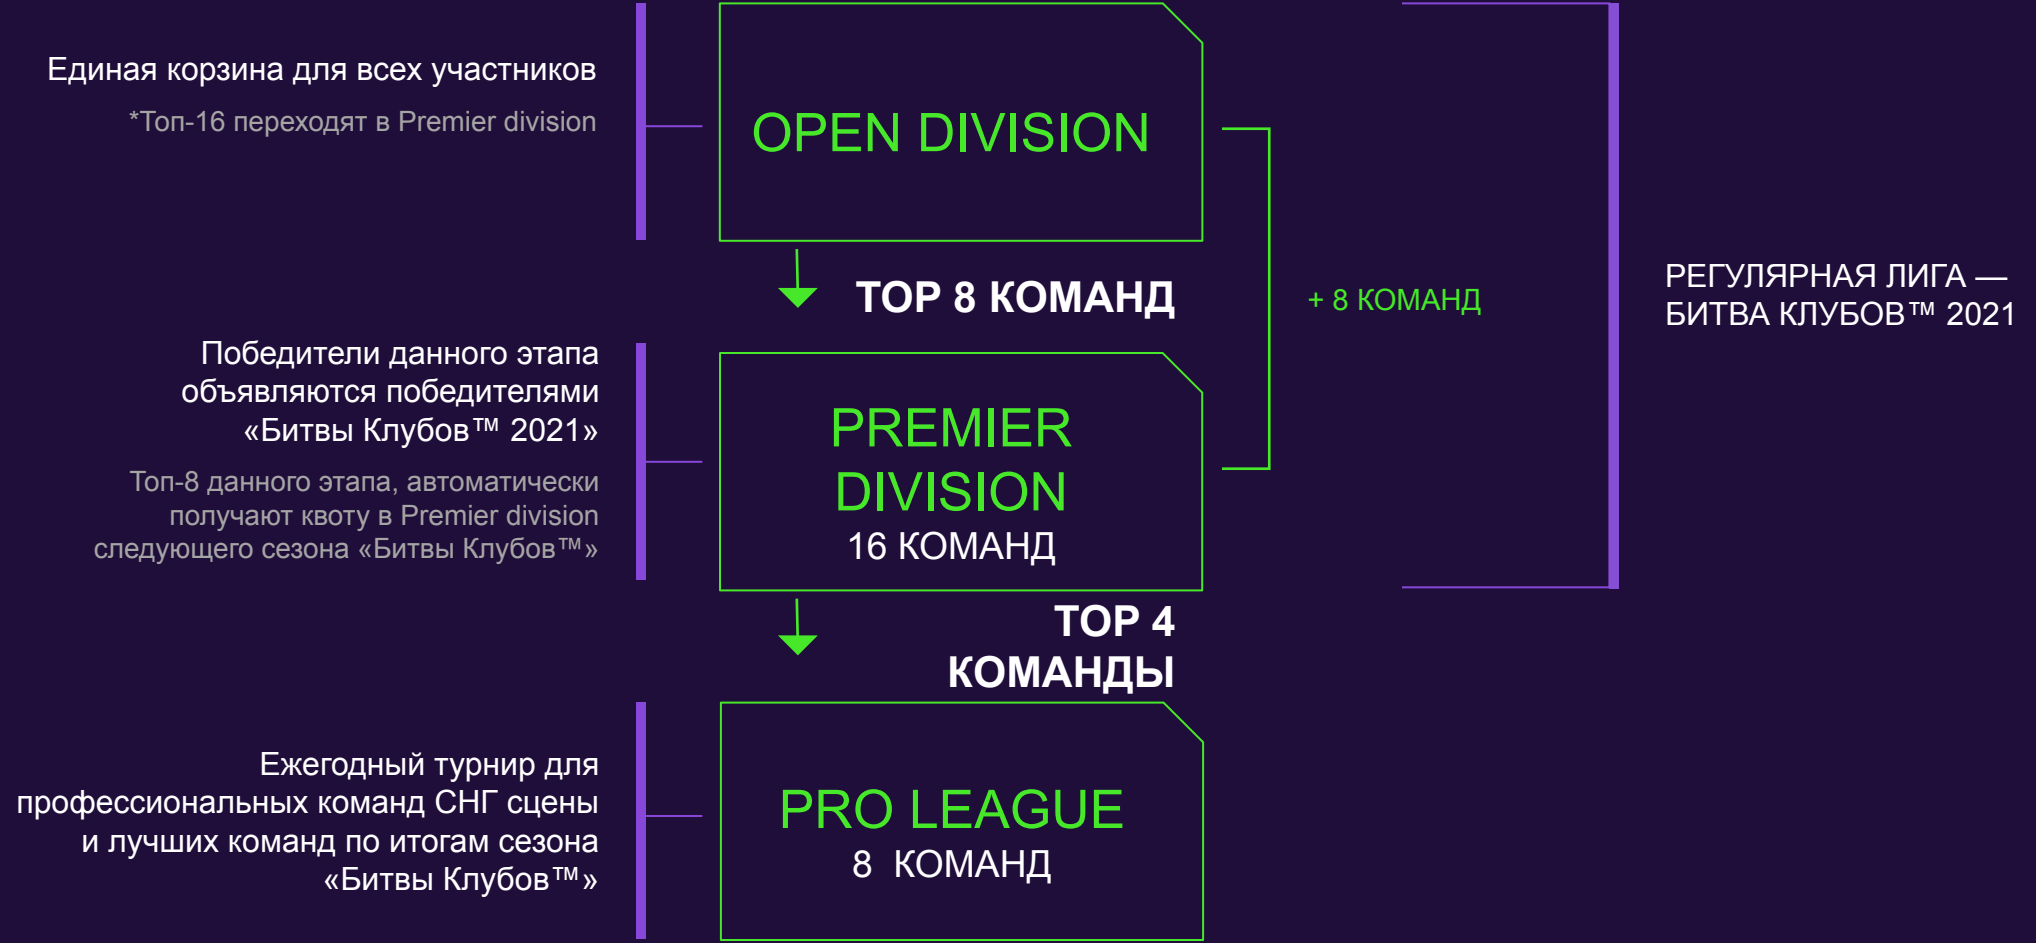 Единая корзина для всех участников
*Топ-16 переходят в Premier division
OPEN DIVISION
TOP 8 КОМАНД
+ 8 КОМАНД
РЕГУЛЯРНАЯ ЛИГА —
БИТВА КЛУБОВ™ 2021
Победители данного этапа
объявляются победителями
«Битвы Клубов™ 2021»
Топ-8 данного этапа, автоматически
получают квоту в Premier division
следующего сезона «Битвы Клубов™»
PREMIER
DIVISION
16 КОМАНД
TOP 4
КОМАНДЫ
Ежегодный турнир для
профессиональных команд СНГ сцены
и лучших команд по итогам сезона
«Битвы Клубов™»
PRO LEAGUE
8 КОМАНД